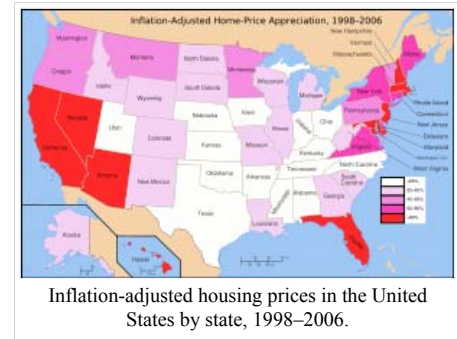 Inflation-Adjusted Home-Price Appreciation, 1998–2006
New Hampshire
Vermont
Massachusetts
Washington
Montana
North Dakota
Minnesota
Oregon
Idaho
South Dakota
Wisconsin
Michigan
New York
Wyoming
Rhode Island
Connecticut
New Jersey
Delaware
Maryland
West Virginia
Nevada
Utah
Nebraska
Iowa
Ohio
Pennsylvania
California
Colorado
Kansas
Missouri
Illinois
Kentucky
Virginia
Arizona
New Mexico
Oklahoma
Arkansas
Tennessee
North Carolina
South
Carolina
Mississippi
Alabama
Georgia
Texas
Louisiana
Alaska
Hawaii
Inflation-adjusted housing prices in the United
States by state, 1998–2006.